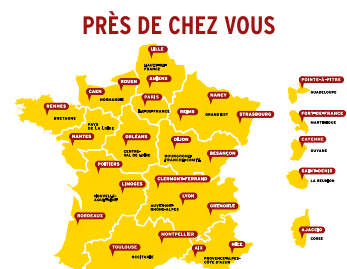 PRÈS DE CHEZ VOUS
LILLE
HAUTS-DE-
FRANCE
AMIENS
ROUEN
CAEN
NORMANDIE
PARIS
ÎLE-DE-FRANCE
REIMS
NANCY
GRAND EST
STRASBOURG
RENNES
BRETAGNE
NANTES
PAYS
DE LA LOIRE
ORLÉANS
CENTRE-
VAL DE LOIRE
DIJON
BOURGOGNE-
FRANCHE-COMTÉ
BESANÇON
POITIERS
LIMOGES
NOUVELLE-
AQUITAINE
CLERMONT-FERRAND
AUVERGNE-
RHÔNE-ALPES
LYON
GRENOBLE
BORDEAUX
TOULOUSE
OCCITANIE
MONTPELLIER
AIX
NICE
PROVENCE-ALPES-
CÔTE D'AZUR
POINTE-À-PITRE
GUADELOUPE
FORT-DE-FRANCE
MARTINIQUE
CAYENNE
GUYANE
SAINT-DENIS
LA RÉUNION
AJACCIO
CORSE